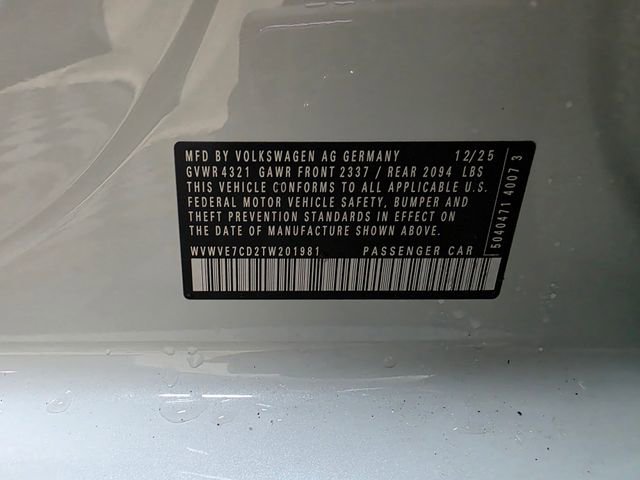 MFD BY VOLKSWAGEN AG GERMANY 12/25
GVWR 4321 GAWR FRONT 2337 / REAR 2094 LBS
THIS VEHICLE CONFORMS TO ALL APPLICABLE U.S.
FEDERAL MOTOR VEHICLE SAFETY, BUMPER AND
THEFT PREVENTION STANDARDS IN EFFECT ON
THE DATE OF MANUFACTURE SHOWN ABOVE.
WVWVE7CD2TW201981 PASSENGER CAR
5040471 4007 3